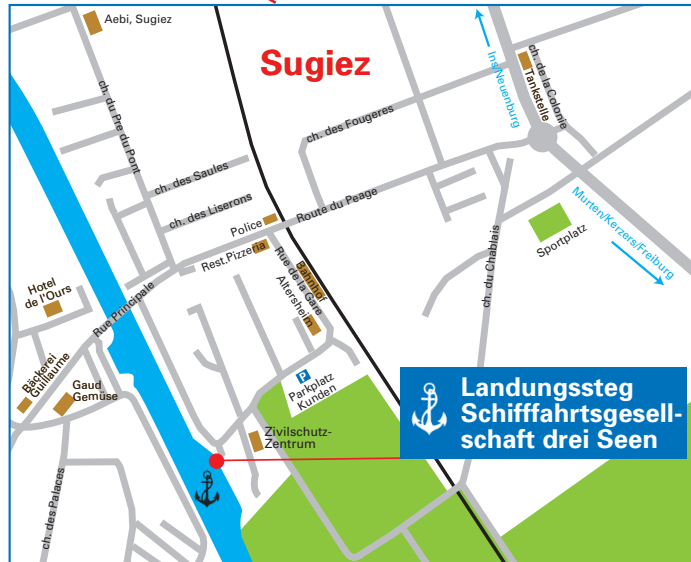 Aebi, Sugiez
Sugiez
Ins/Neuenburg
ch. de la Colonie
Tankstelle
ch. du Pre du Pont
ch. des Fougeres
ch. des Saules
ch. des Liserons
Police
Route du Peage
Murten/Kerzers/Freiburg
Sportplatz
Rest.Pizzeria
Rue de la Gare
Bahnhof
Altersheim
ch. du Chablais
Hotel
de l'Ours
Rue Principale
Bäckerei
Guillaume
Gaud
Gemüse
P
Parkplatz
Kunden
Landungssteg
Schifffahrtsgesell-
schaft drei Seen
Zivilschutz-
Zentrum
ch. des Palaces